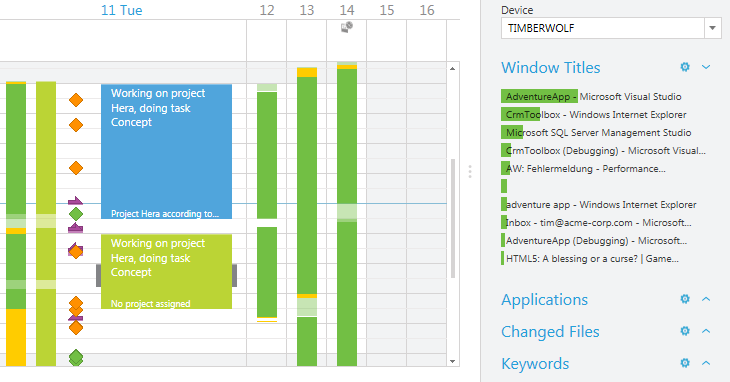 11 Tue
12
13
14
15
16
Working on project
Hera, doing task
Concept
Project Hera according to...
Working on project
Hera, doing task
Concept
No project assigned
Device
TIMBERWOLF
Window Titles
AdventureApp - Microsoft Visual Studio
CrmToolbox - Windows Internet Explorer
Microsoft SQL Server Management Studio
CrmToolbox (Debugging) - Microsoft Visual...
AW: Fehlermeldung - Performance...
adventure app - Windows Internet Explorer
Inbox - tim@acme-corp.com - Microsoft...
AdventureApp (Debugging) - Microsoft...
HTML5: A blessing or a curse? | Game...
Applications
Changed Files
Keywords